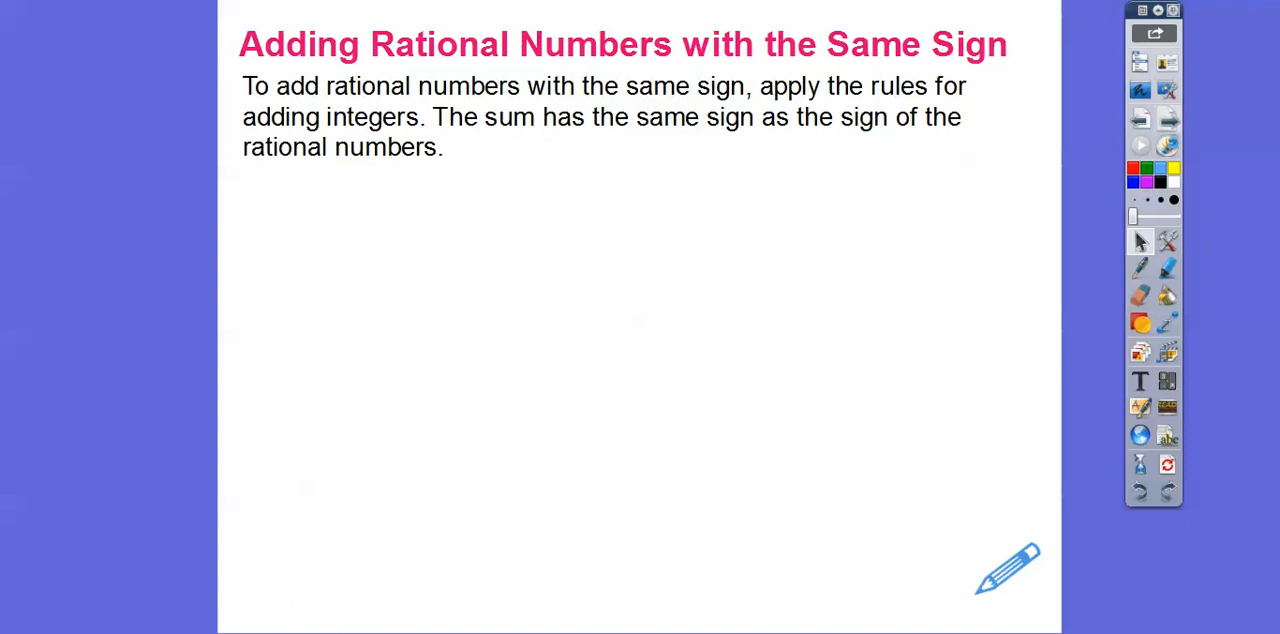 Adding Rational Numbers with the Same Sign
To add rational numbers with the same sign, apply the rules for
adding integers. The sum has the same sign as the sign of the
rational numbers.